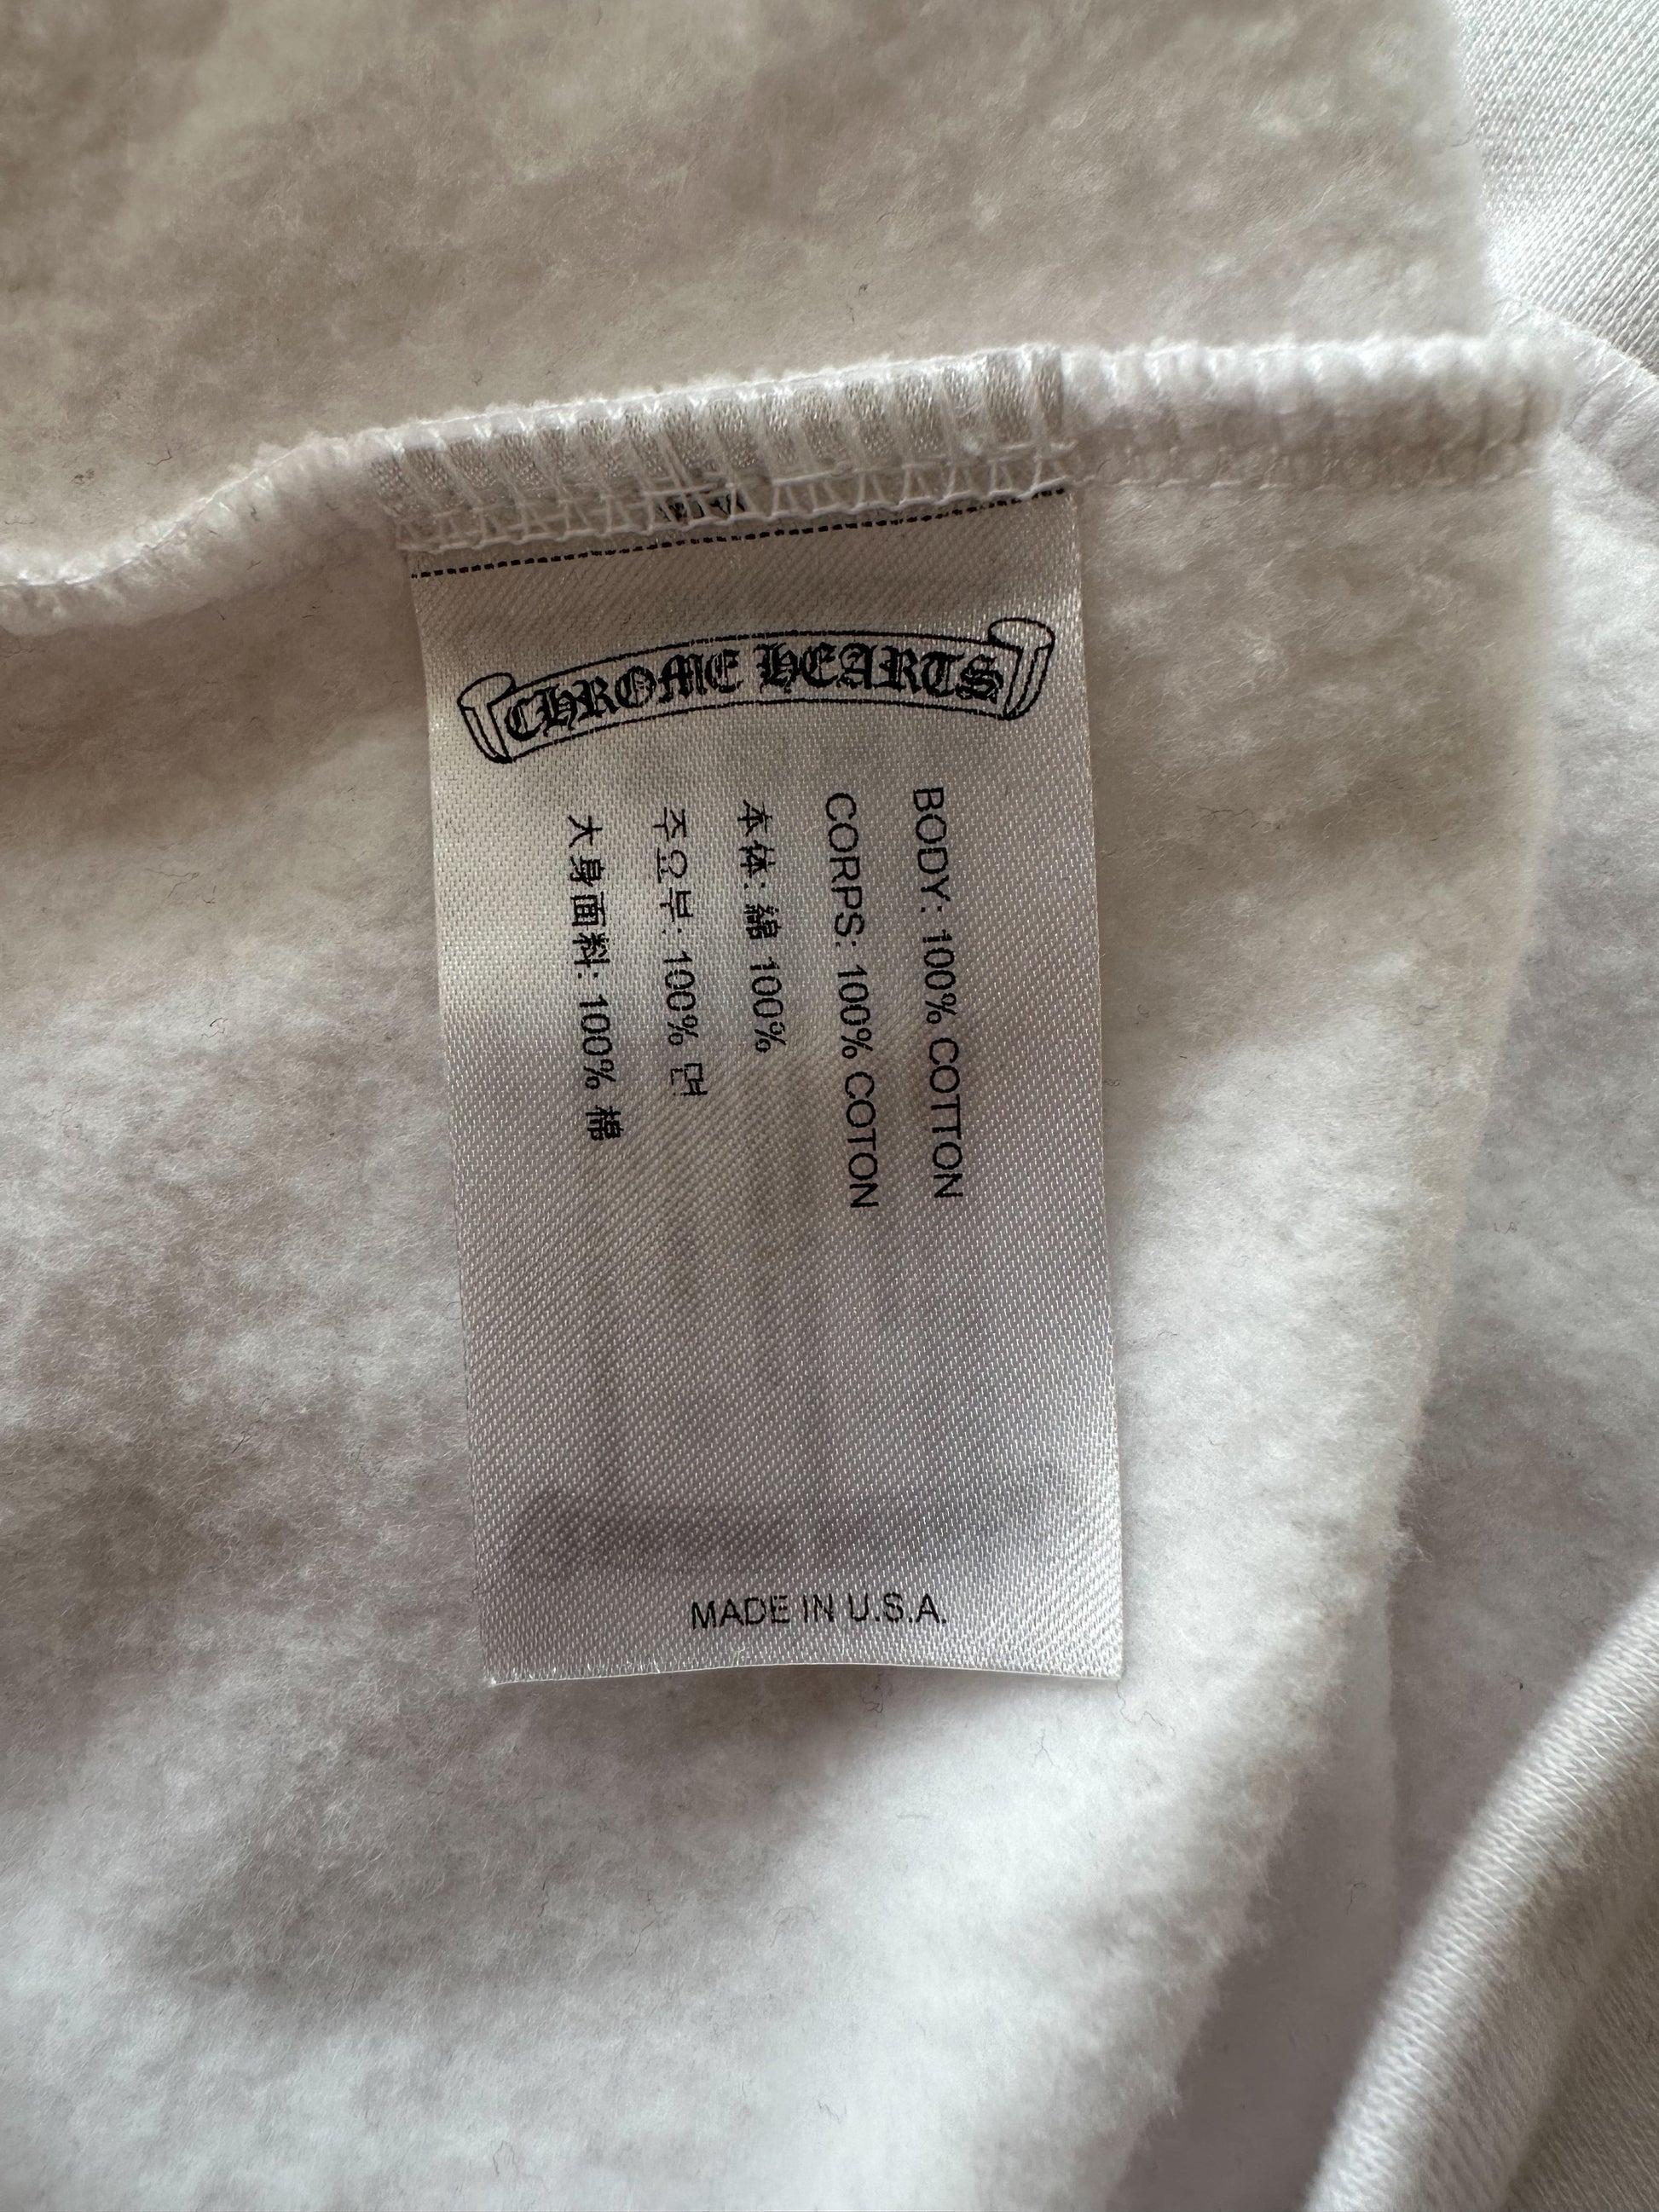 CHROME HEARTS
BODY: 100% COTTON
CORPS: 100% COTON
本体: 綿 100%
주요부: 100% 면
大身面料: 100% 棉
MADE IN U.S.A.